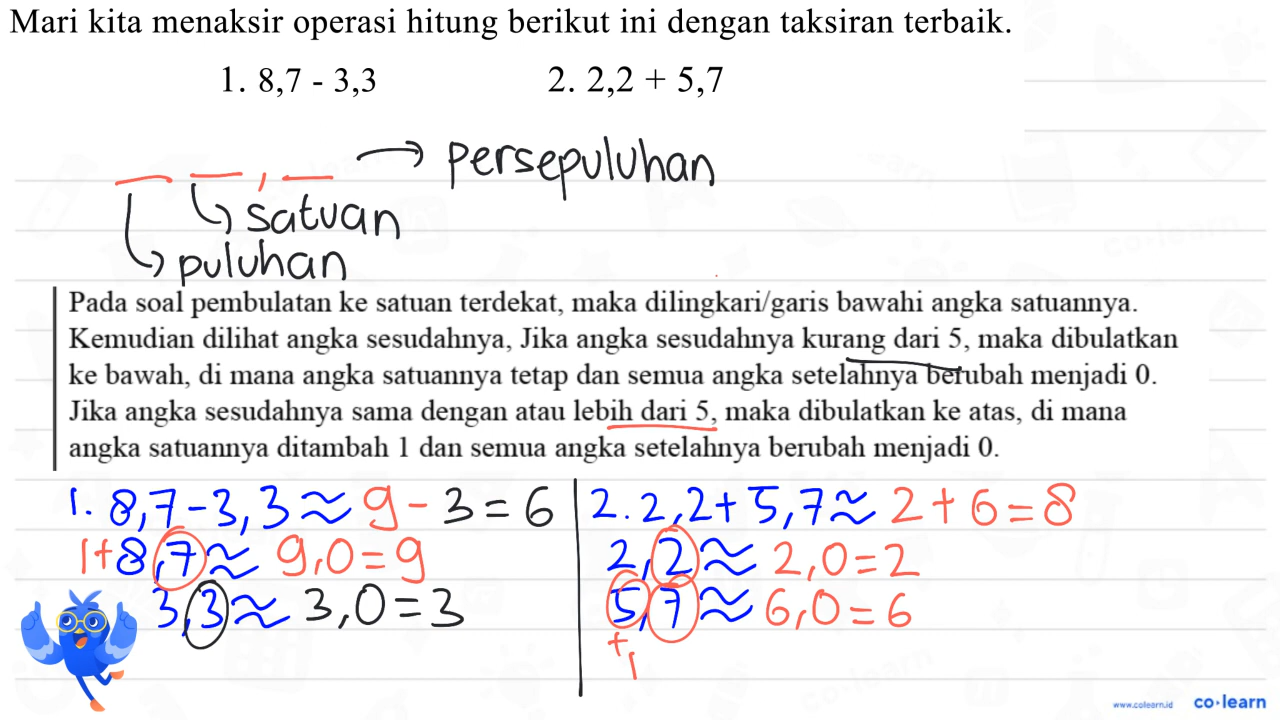 Mari kita menaksir operasi hitung berikut ini dengan taksiran terbaik.
1. 8,7 - 3,3 2. 2,2 + 5,7
persepuluhan
,
satuan
puluhan
Pada soal pembulatan ke satuan terdekat, maka dilingkari/garis bawahi angka satuannya.
Kemudian dilihat angka sesudahnya, Jika angka sesudahnya kurang dari 5, maka dibulatkan
ke bawah, di mana angka satuannya tetap dan semua angka setelahnya berubah menjadi 0.
Jika angka sesudahnya sama dengan atau lebih dari 5, maka dibulatkan ke atas, di mana
angka satuannya ditambah 1 dan semua angka setelahnya berubah menjadi 0.
1. 8,7-3,3 ≈ 9 - 3 = 6
1+8,7 ≈ 9,0 = 9
3,3 ≈ 3,0 = 3
2. 2,2 + 5,7 ≈ 2 + 6 = 8
2,2 ≈ 2,0 = 2
5,7 ≈ 6,0 = 6
+1
www.colearn.id co·learn